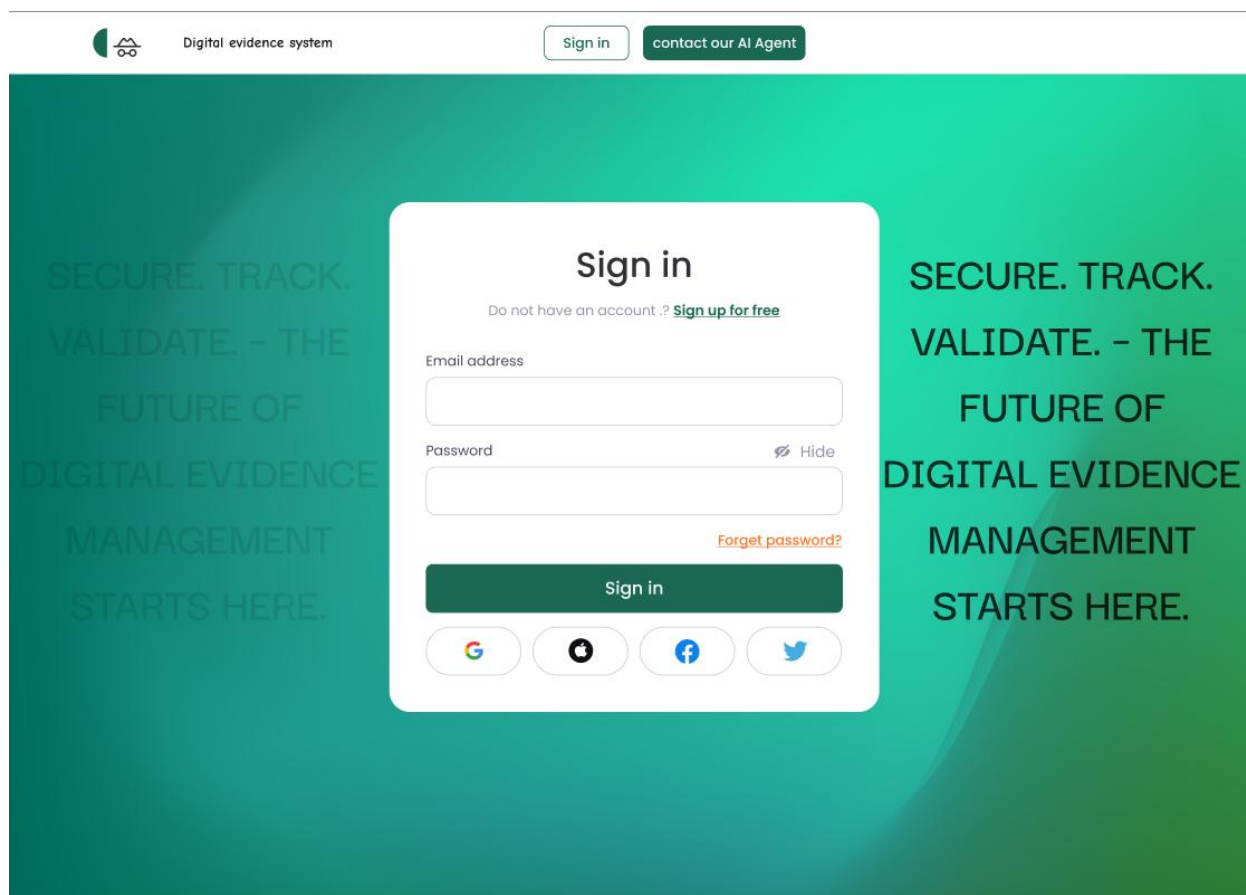 Digital evidence system
Sign in
contact our AI Agent
SECURE. TRACK.
VALIDATE. - THE
FUTURE OF
DIGITAL EVIDENCE
MANAGEMENT
STARTS HERE.
Sign in
Do not have an account .? Sign up for free
Email address
Password
Hide
Forget password?
Sign in
SECURE. TRACK.
VALIDATE. - THE
FUTURE OF
DIGITAL EVIDENCE
MANAGEMENT
STARTS HERE.